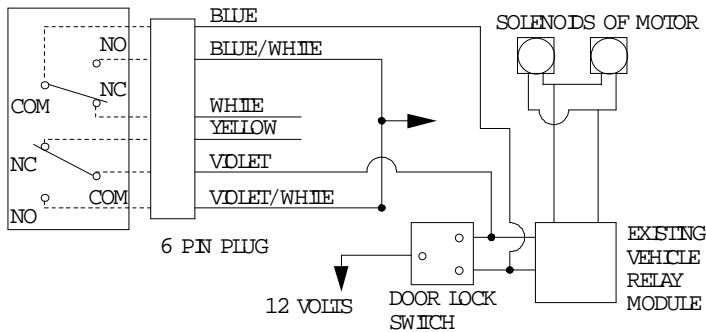 BLUE
SOLENOIDS OF MOTOR
NO
BLUE/WHITE
COM
NC
WHITE
YELLOW
NC
VIOLET
COM
NO
VIOLET/WHITE
6 PIN PLUG
EXISTING
VEHICLE
RELAY
MODULE
12 VOLTS
DOOR LOCK
SWITCH